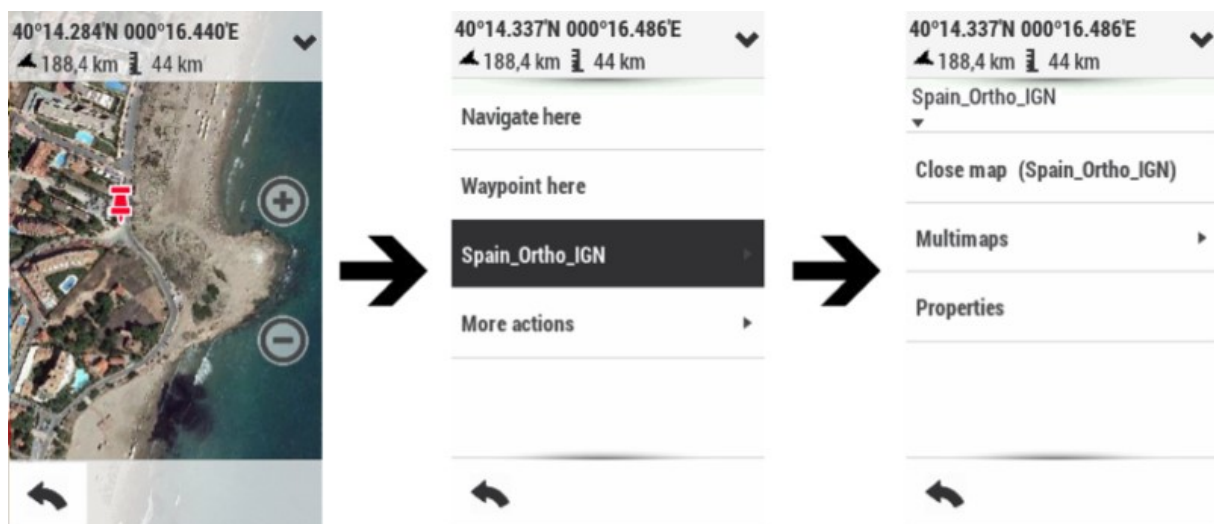 40°14.284'N 000°16.440'E
188,4 km 44 km
40°14.337'N 000°16.486'E
188,4 km 44 km
Navigate here
Waypoint here
Spain_Ortho_IGN
More actions
40°14.337'N 000°16.486'E
188,4 km 44 km
Spain_Ortho_IGN
Close map (Spain_Ortho_IGN)
Multimaps
Properties